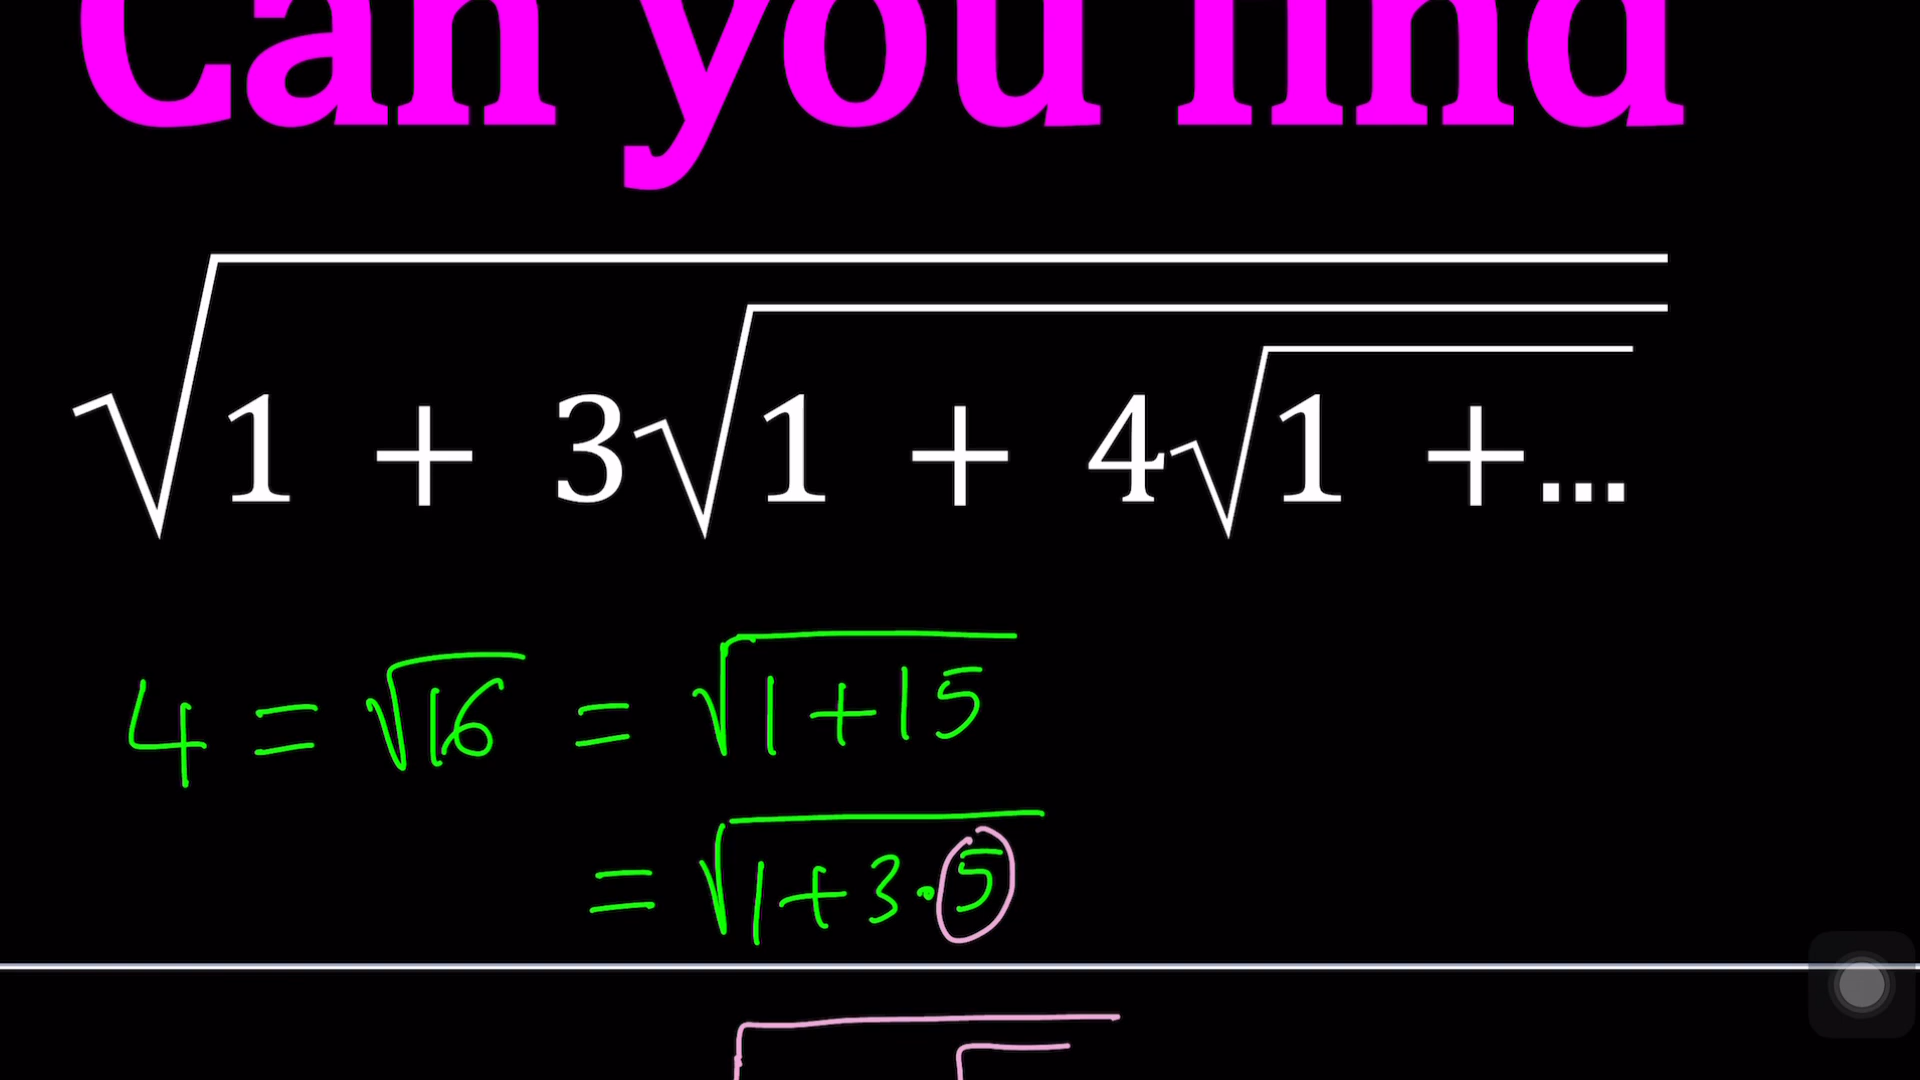 Can you find
√(1 + 3√(1 + 4√(1 +...)))
4 = √16 = √(1+15)
= √(1+3·5)